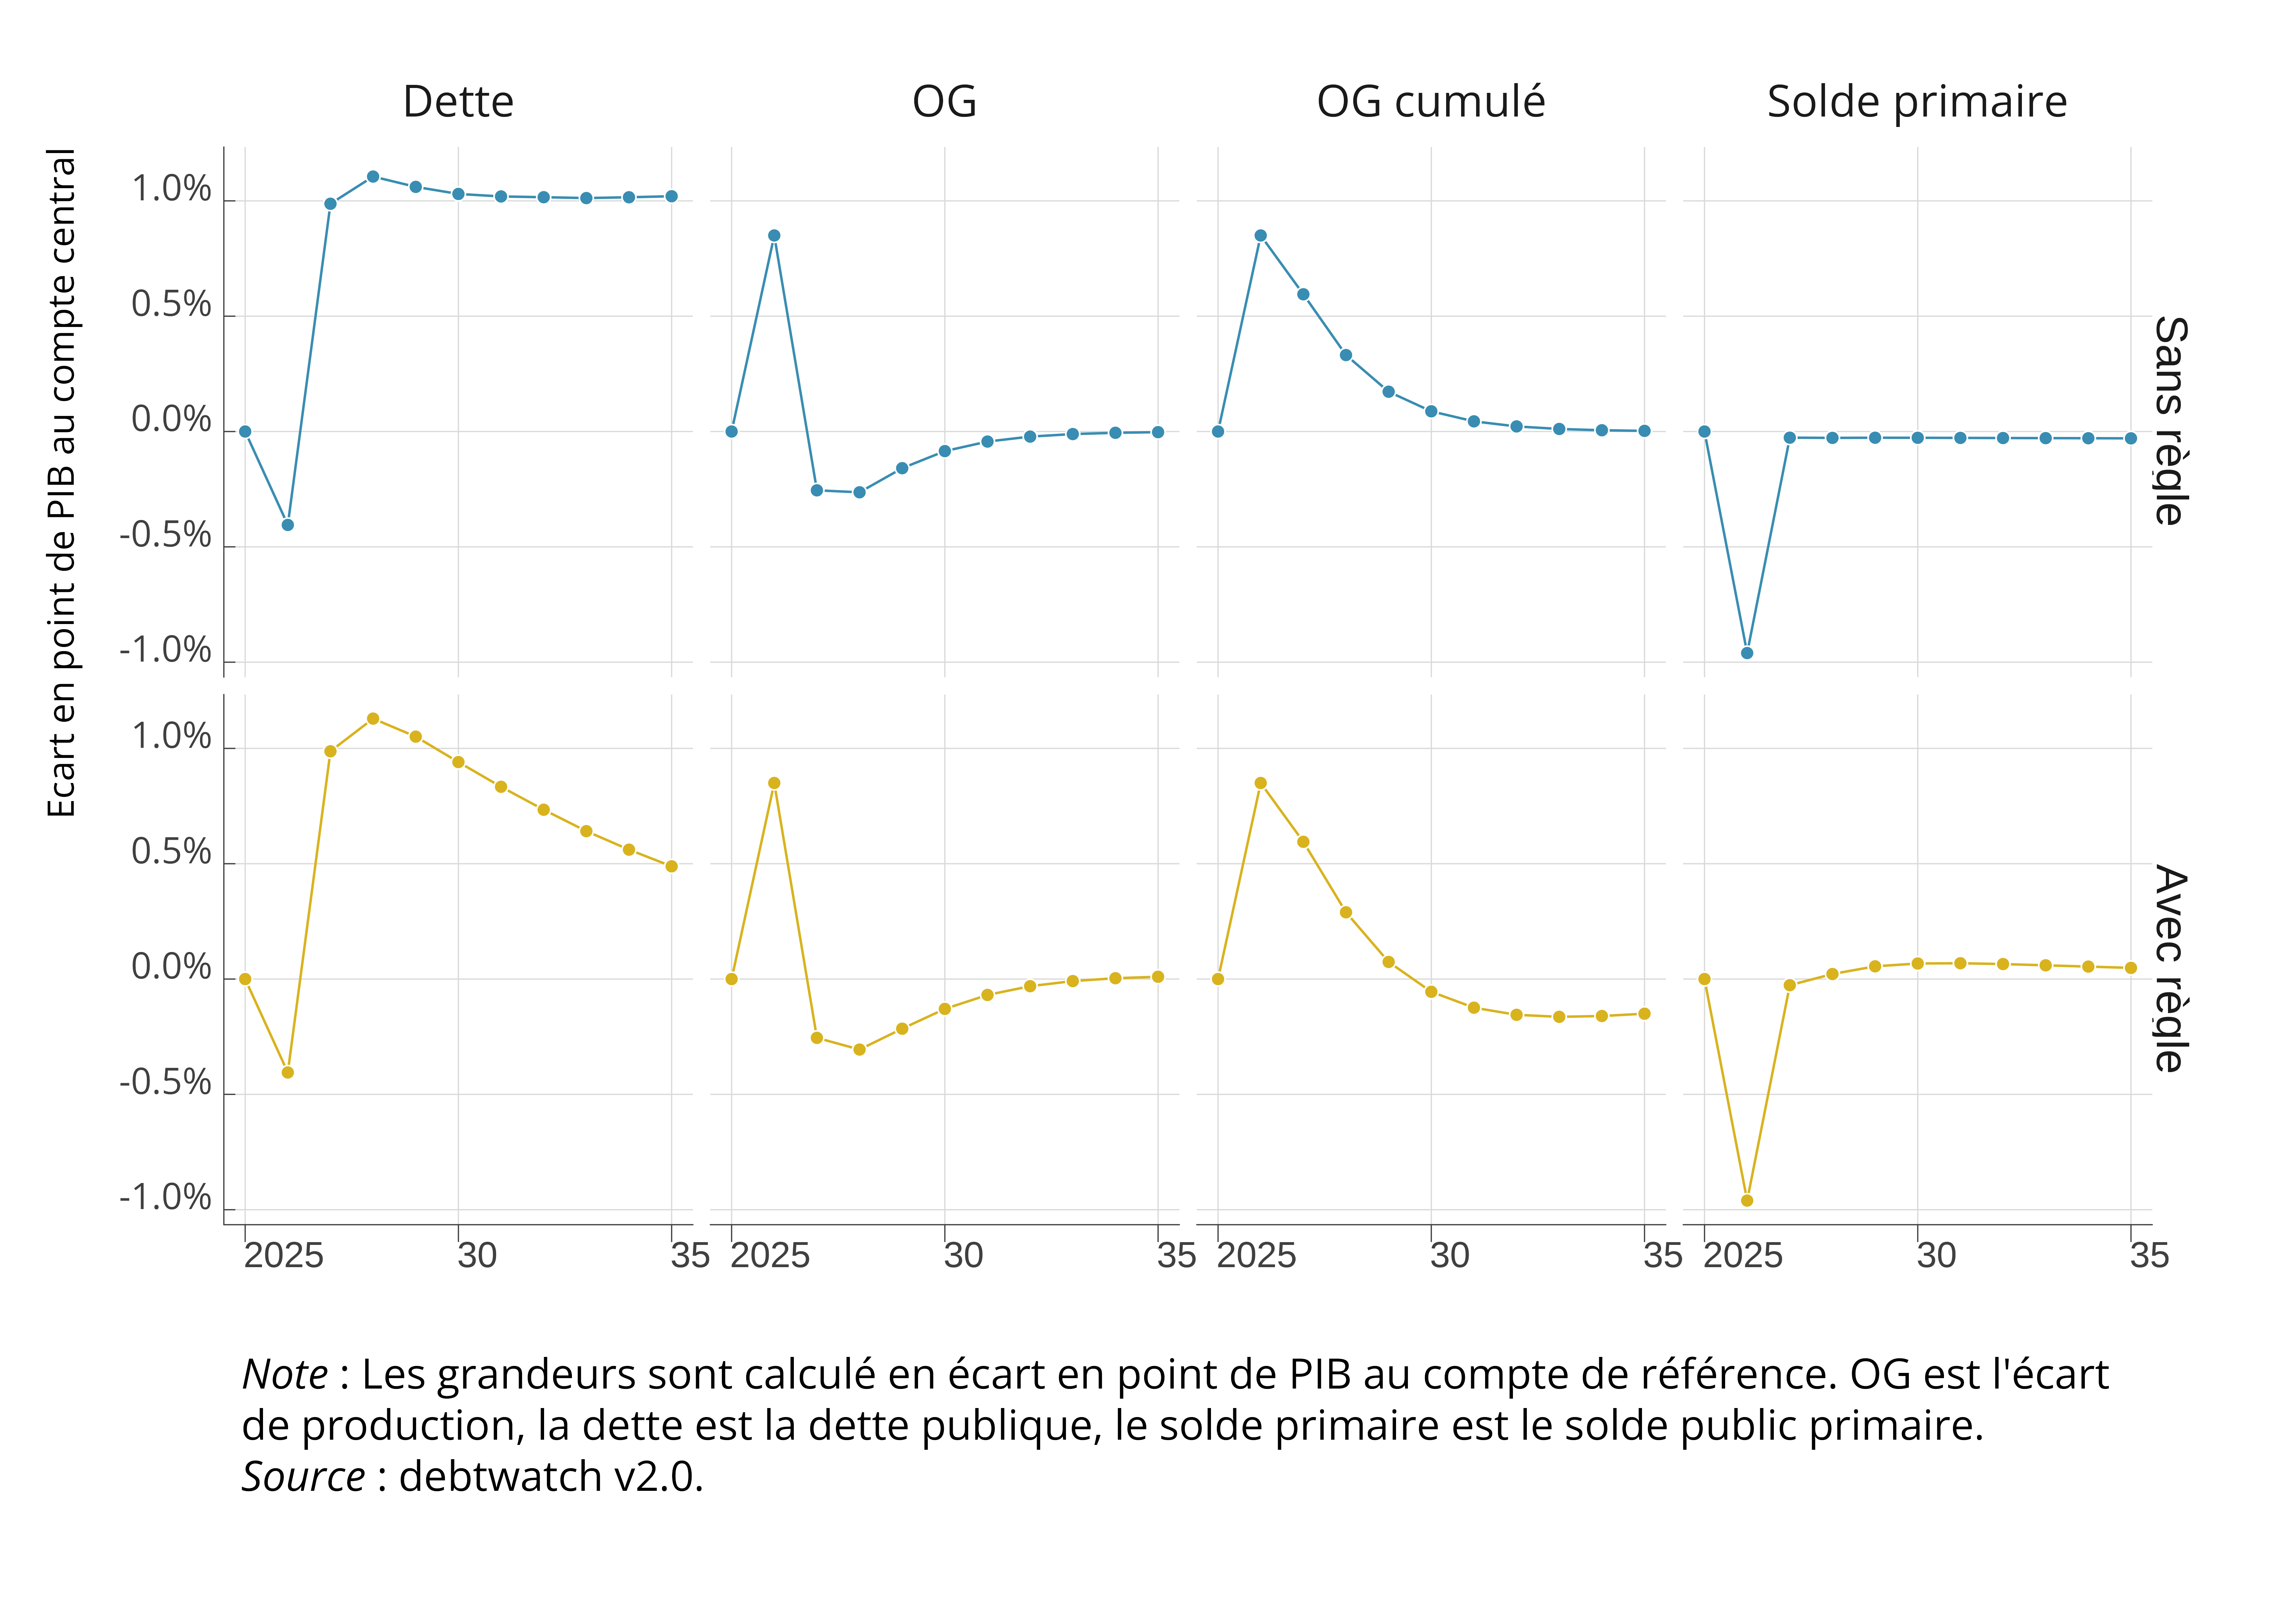 Dette
OG
OG cumulé
Solde primaire
Ecart en point de PIB au compte central
1.0%
0.5%
0.0%
-0.5%
-1.0%
Sans règle
1.0%
0.5%
0.0%
-0.5%
-1.0%
Avec règle
2025 30 35 2025 30 35 2025 30 35 2025 30 35
Note : Les grandeurs sont calculé en écart en point de PIB au compte de référence. OG est l'écart
de production, la dette est la dette publique, le solde primaire est le solde public primaire.
Source : debtwatch v2.0.